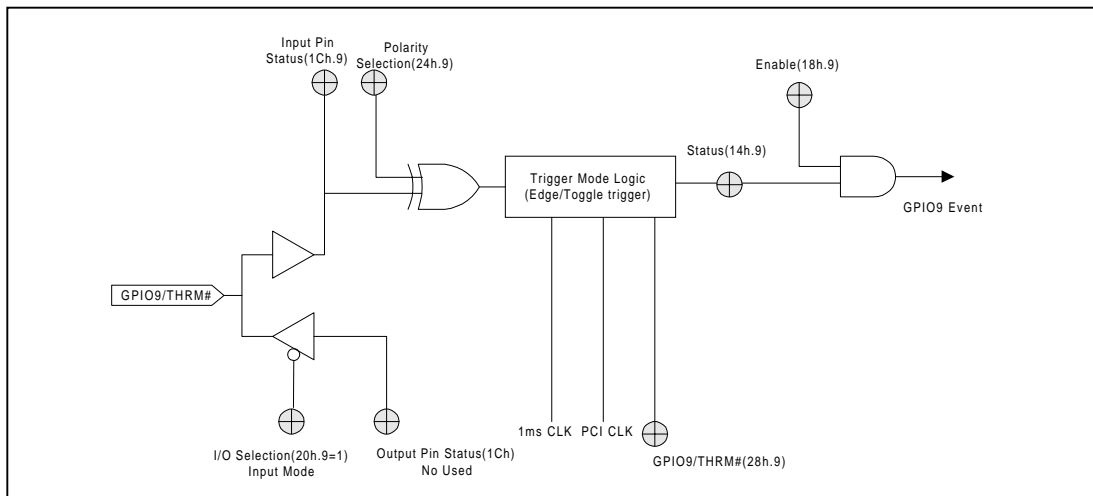 Input Pin
Status(1Ch.9)
Polarity
Selection(24h.9)
Enable(18h.9)
Status(14h.9)
Trigger Mode Logic
(Edge/Toggle trigger)
GPIO9 Event
GPIO9/THRM#
1ms CLK
PCI CLK
I/O Selection(20h.9=1)
Input Mode
Output Pin Status(1Ch)
No Used
GPIO9/THRM#(28h.9)